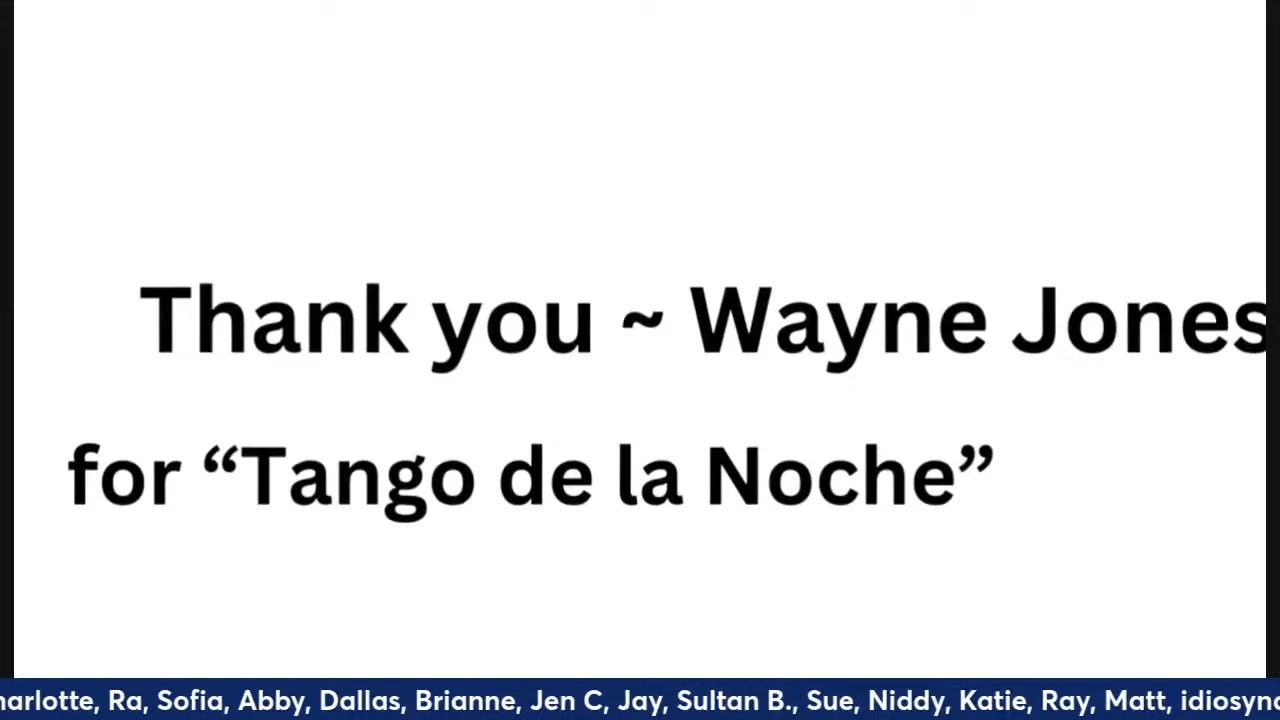 Thank you ~ Wayne Jones
for “Tango de la Noche”
Ra, Sofia, Abby, Dallas, Brianne, Jen C, Jay, Sultan B., Sue, Niddy, Katie, Ray, Matt,